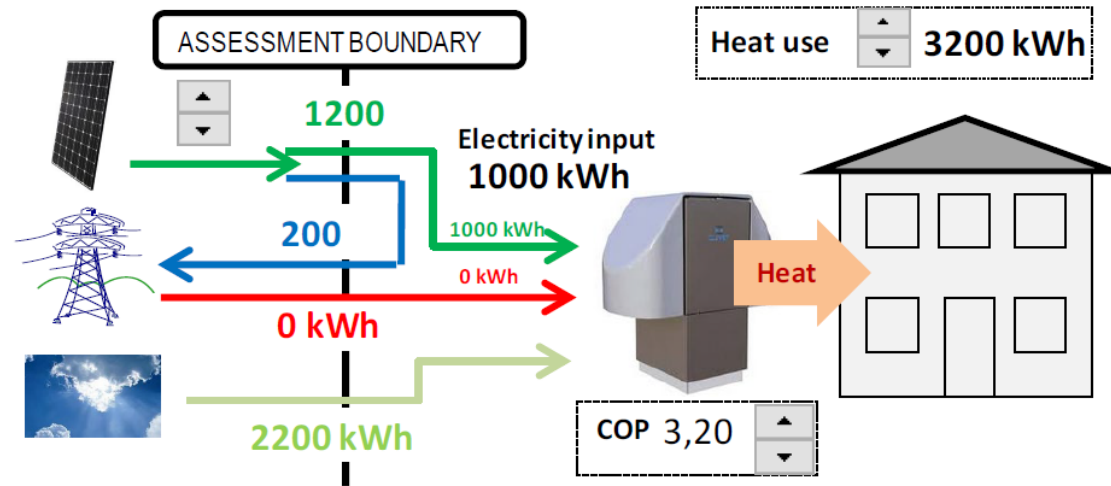 ASSESSMENT BOUNDARY
Heat use
3200 kWh
1200
Electricity input
1000 kWh
200
1000 kWh
0 kWh
Heat
0 kWh
COP 3,20
2200 kWh